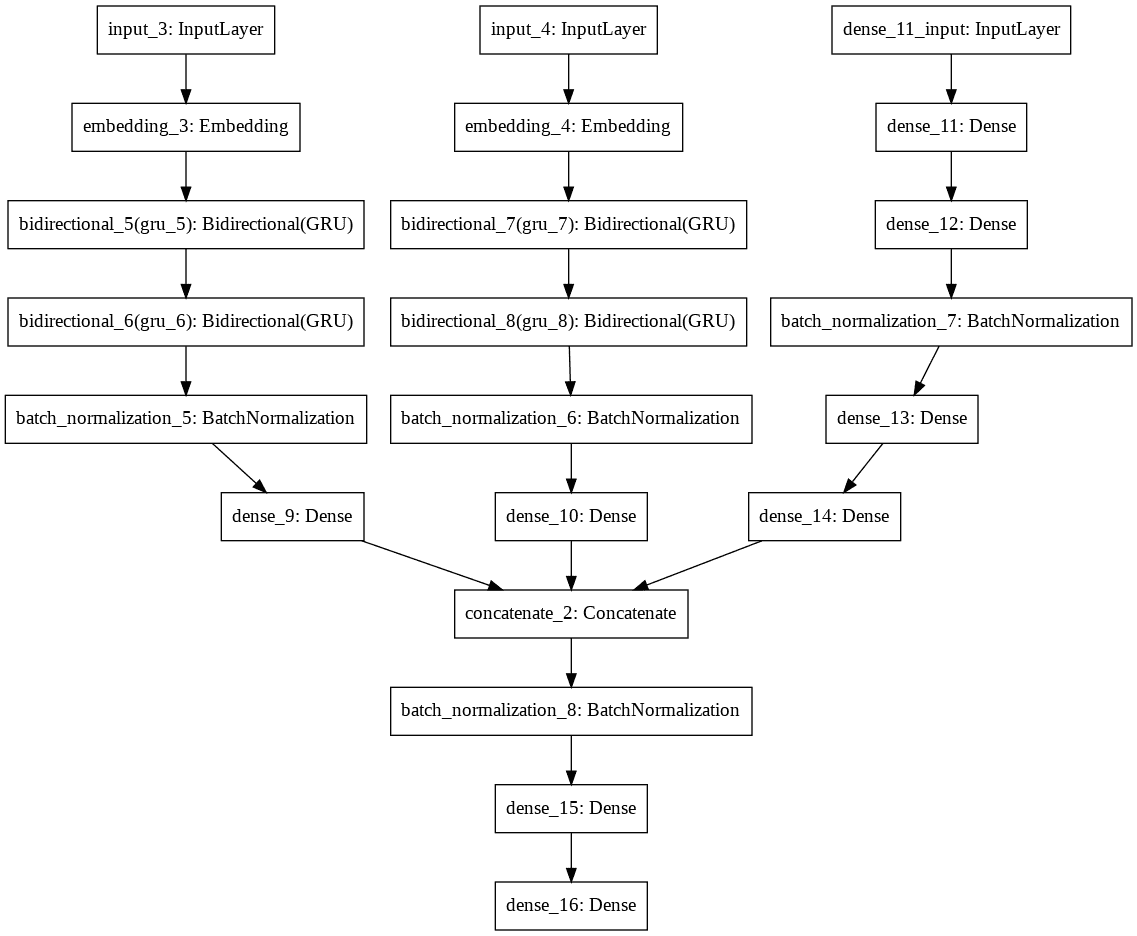 input_3: InputLayer
input_4: InputLayer
dense_11_input: InputLayer
embedding_3: Embedding
embedding_4: Embedding
dense_11: Dense
bidirectional_5(gru_5): Bidirectional(GRU)
bidirectional_7(gru_7): Bidirectional(GRU)
dense_12: Dense
bidirectional_6(gru_6): Bidirectional(GRU)
bidirectional_8(gru_8): Bidirectional(GRU)
batch_normalization_7: BatchNormalization
batch_normalization_5: BatchNormalization
batch_normalization_6: BatchNormalization
dense_13: Dense
dense_9: Dense
dense_10: Dense
dense_14: Dense
concatenate_2: Concatenate
batch_normalization_8: BatchNormalization
dense_15: Dense
dense_16: Dense